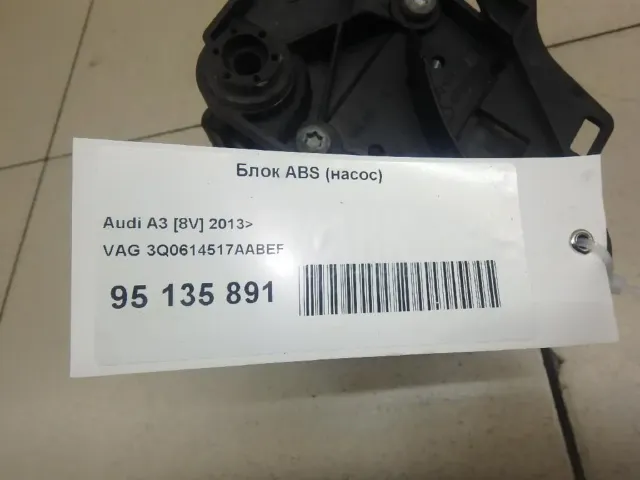 Блок ABS (насос)
Audi A3 [8V] 2013>
VAG 3Q0614517AABEF
95 135 891